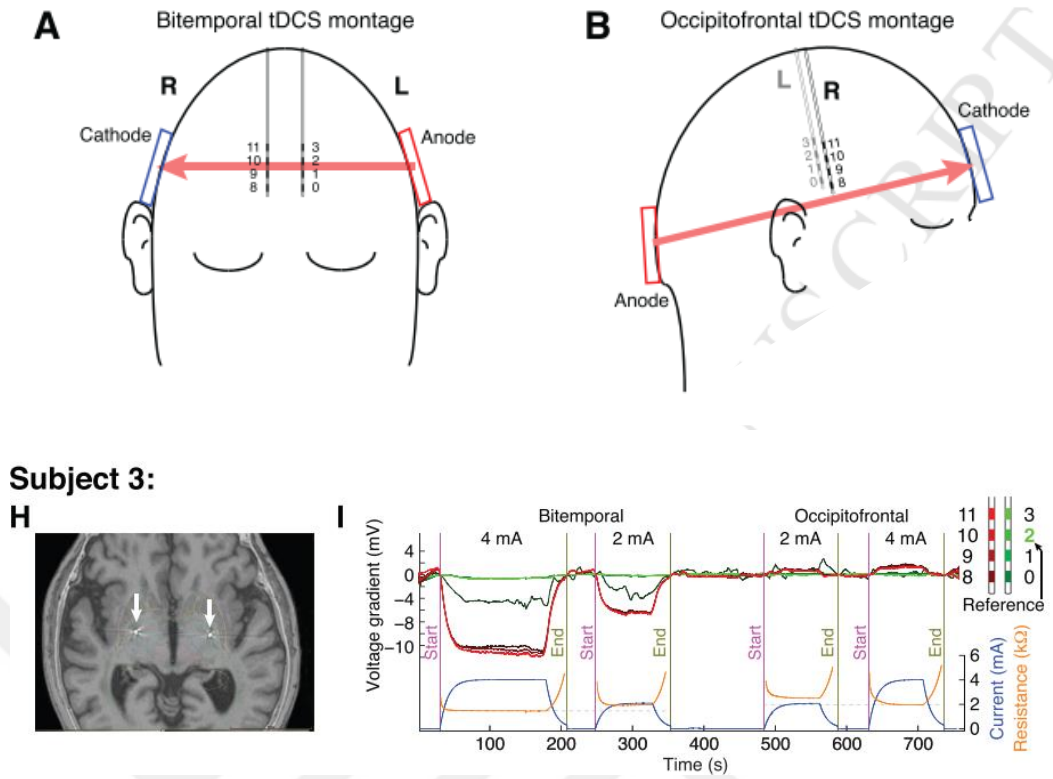 A Bitemporal tDCS montage
R L
Cathode Anode
11 3
10 2
9 1
8 0
B Occipitofrontal tDCS montage
L R
Cathode
3 11
2 10
1 9
0 8
Anode
Subject 3:
H
I
Bitemporal Occipitofrontal
4 mA 2 mA 2 mA 4 mA
Voltage gradient (mV)
4
0
−4
−6
−10
Start End Start End Start End Start End
11 3
10 2
9 1
8 0
Reference
6
4
2
0
Current (mA)
Resistance (kΩ)
100 200 300 400 500 600 700
Time (s)